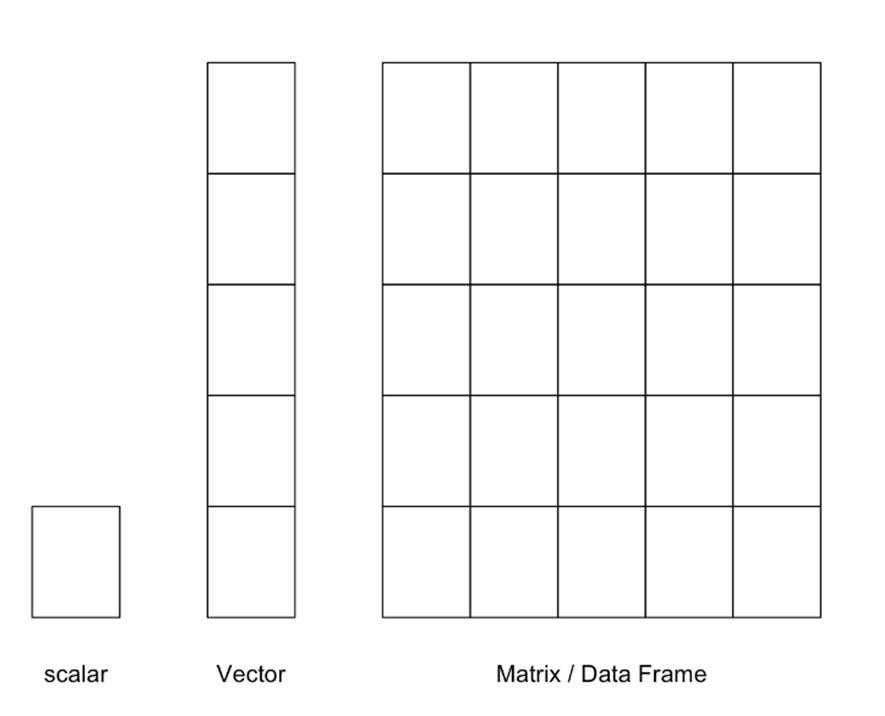 scalar
Vector
Matrix / Data Frame